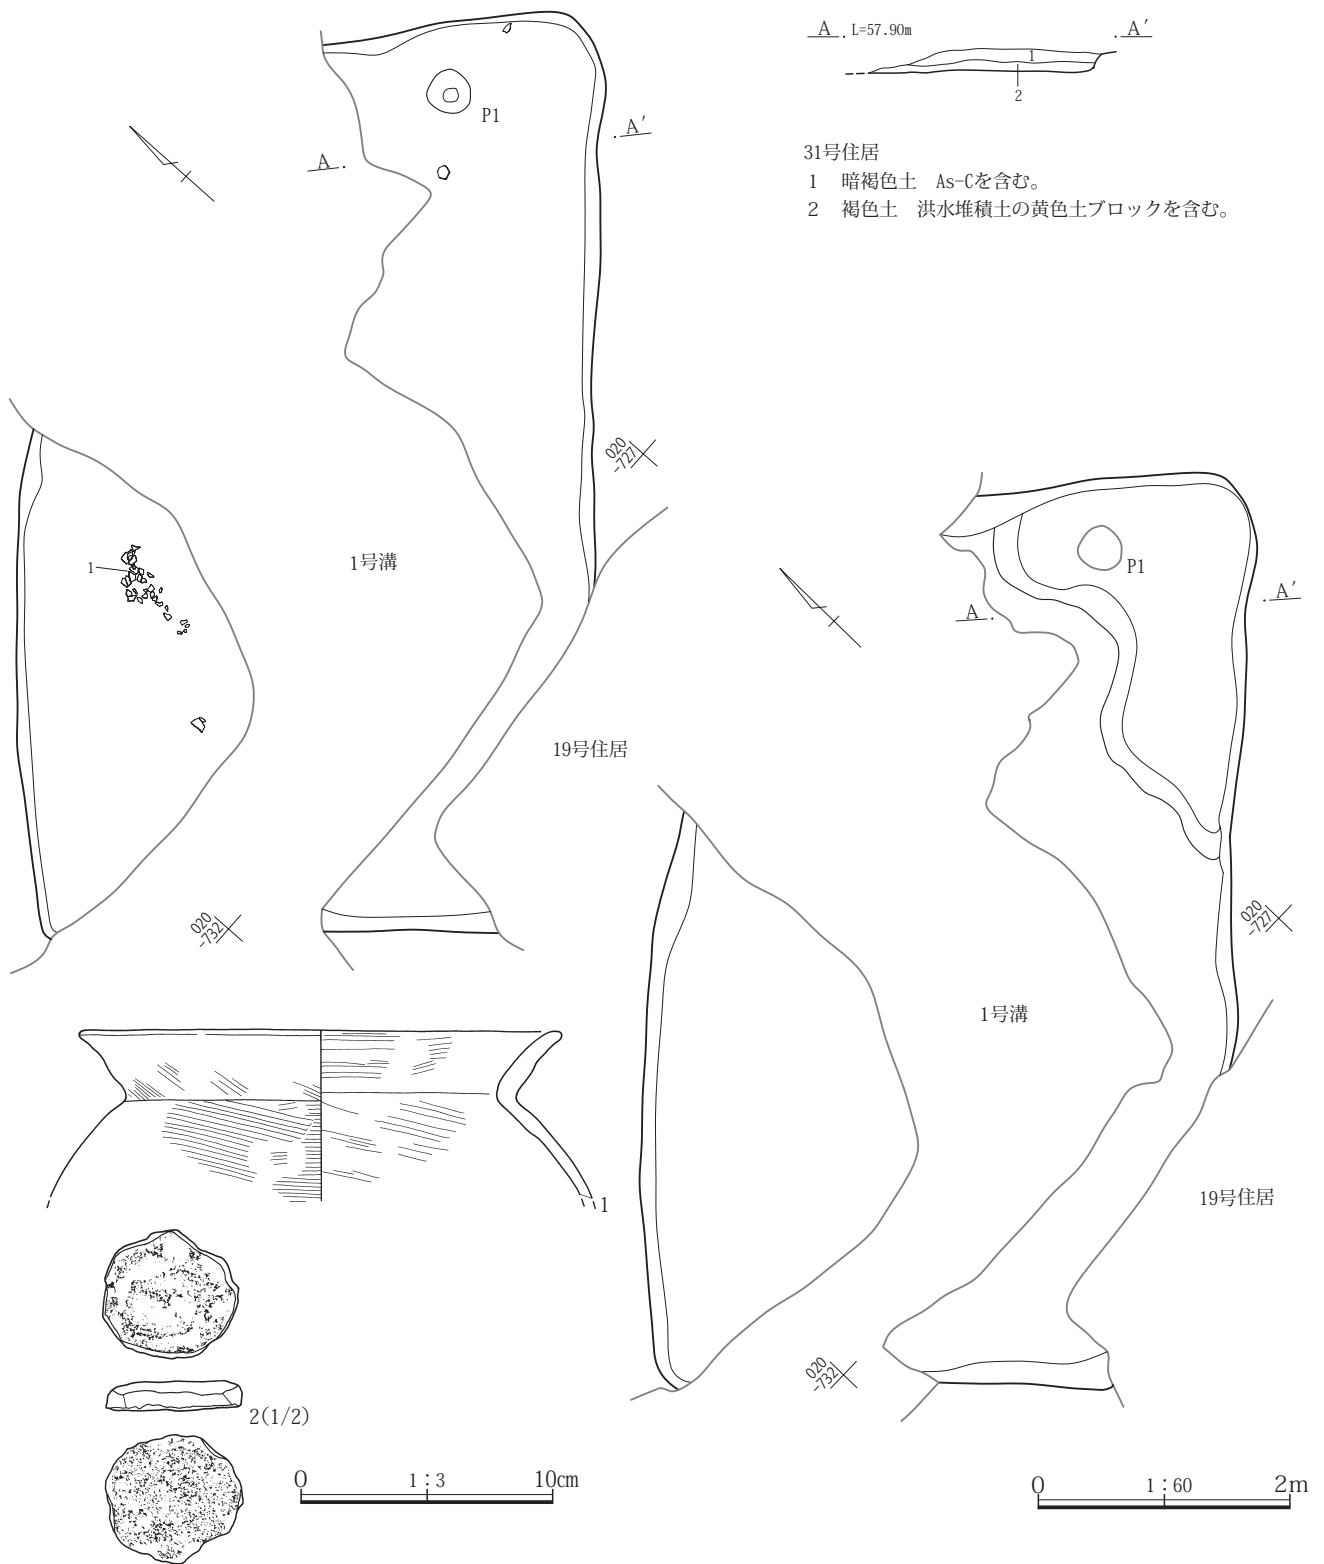 A . L=57.90m . A′
1
2
31号住居
1 暗褐色土 As-Cを含む。
2 褐色土 洪水堆積土の黄色土ブロックを含む。
P1
A .
. A′
020
-727
1
1号溝
19号住居
020
-732
P1
A .
. A′
020
-727
1号溝
19号住居
020
-732
1
2(1/2)
0 1：3 10cm
0 1：60 2m